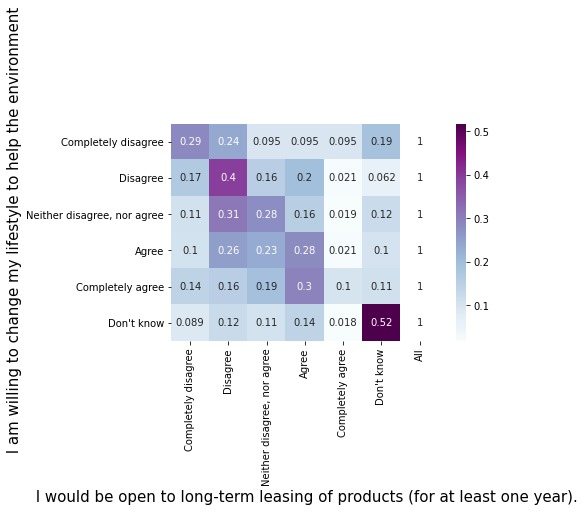 I am willing to change my lifestyle to help the environment
Completely disagree 0.29 0.24 0.095 0.095 0.095 0.19 1
Disagree 0.17 0.4 0.16 0.2 0.021 0.062 1
Neither disagree, nor agree 0.11 0.31 0.28 0.16 0.019 0.12 1
Agree 0.1 0.26 0.23 0.28 0.021 0.1 1
Completely agree 0.14 0.16 0.19 0.3 0.1 0.11 1
Don't know 0.089 0.12 0.11 0.14 0.018 0.52 1
Completely disagree
Disagree
Neither disagree, nor agree
Agree
Completely agree
Don't know
All
0.5
0.4
0.3
0.2
0.1
I would be open to long-term leasing of products (for at least one year).